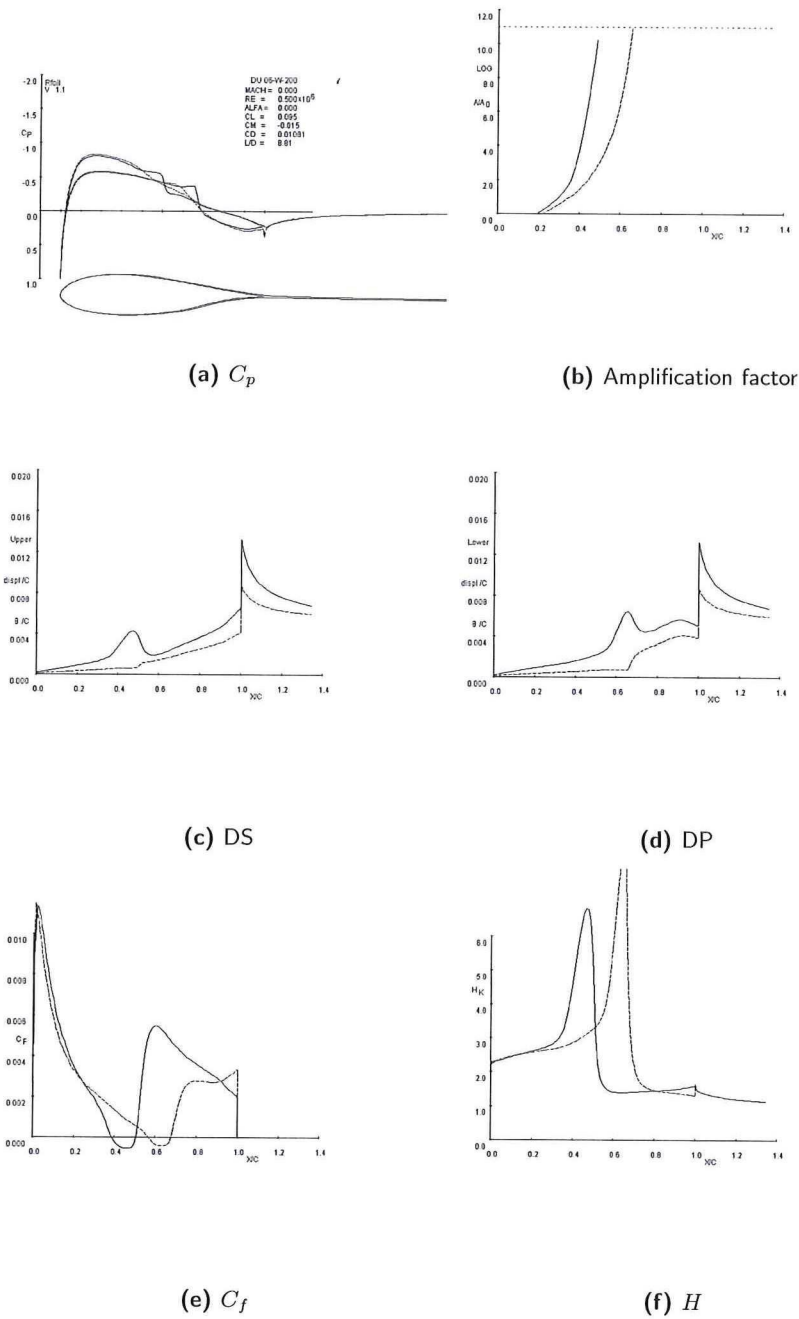 -2.0
Rfoil
V 1.1
-1.5
CP
-1.0
-0.5
0.0
0.5
1.0
DU 06-W-200
MACH = 0.000
RE = 0.500x10^6
ALFA = 0.000
CL = 0.095
CM = -0.015
CD = 0.01081
L/D = 8.81
(a) Cp
12.0
10.0
LOG
8.0
A/A0
4.0
2.0
0.0
0.0 0.2 0.4 0.6 0.8 1.0 1.2 1.4
X/C
(b) Amplification factor
0.020
0.016
Upper
0.012
displ/C
0.008
θ/C
0.004
0.000
0.0 0.2 0.4 0.6 0.8 1.0 1.2 1.4
X/C
(c) DS
0.020
0.016
Lower
0.012
displ/C
0.008
θ/C
0.004
0.000
0.0 0.2 0.4 0.6 0.8 1.0 1.2 1.4
X/C
(d) DP
0.010
0.008
0.006
CF
0.004
0.002
0.000
0.0 0.2 0.4 0.6 0.8 1.0 1.2 1.4
X/C
(e) Cf
6.0
5.0
HK
4.0
3.0
2.0
1.0
0.0 0.2 0.4 0.6 0.8 1.0 1.2 1.4
X/C
(f) H